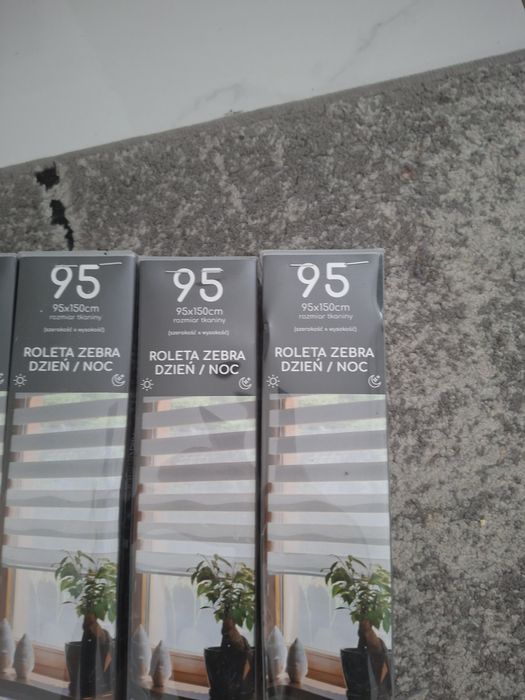 95
95x150cm
rozmiar tkaniny
(szerokość x wysokość)
ROLETA ZEBRA
DZIEŃ / NOC
95
95x150cm
rozmiar tkaniny
(szerokość x wysokość)
ROLETA ZEBRA
DZIEŃ / NOC
95
95x150cm
rozmiar tkaniny
(szerokość x wysokość)
ROLETA ZEBRA
DZIEŃ / NOC